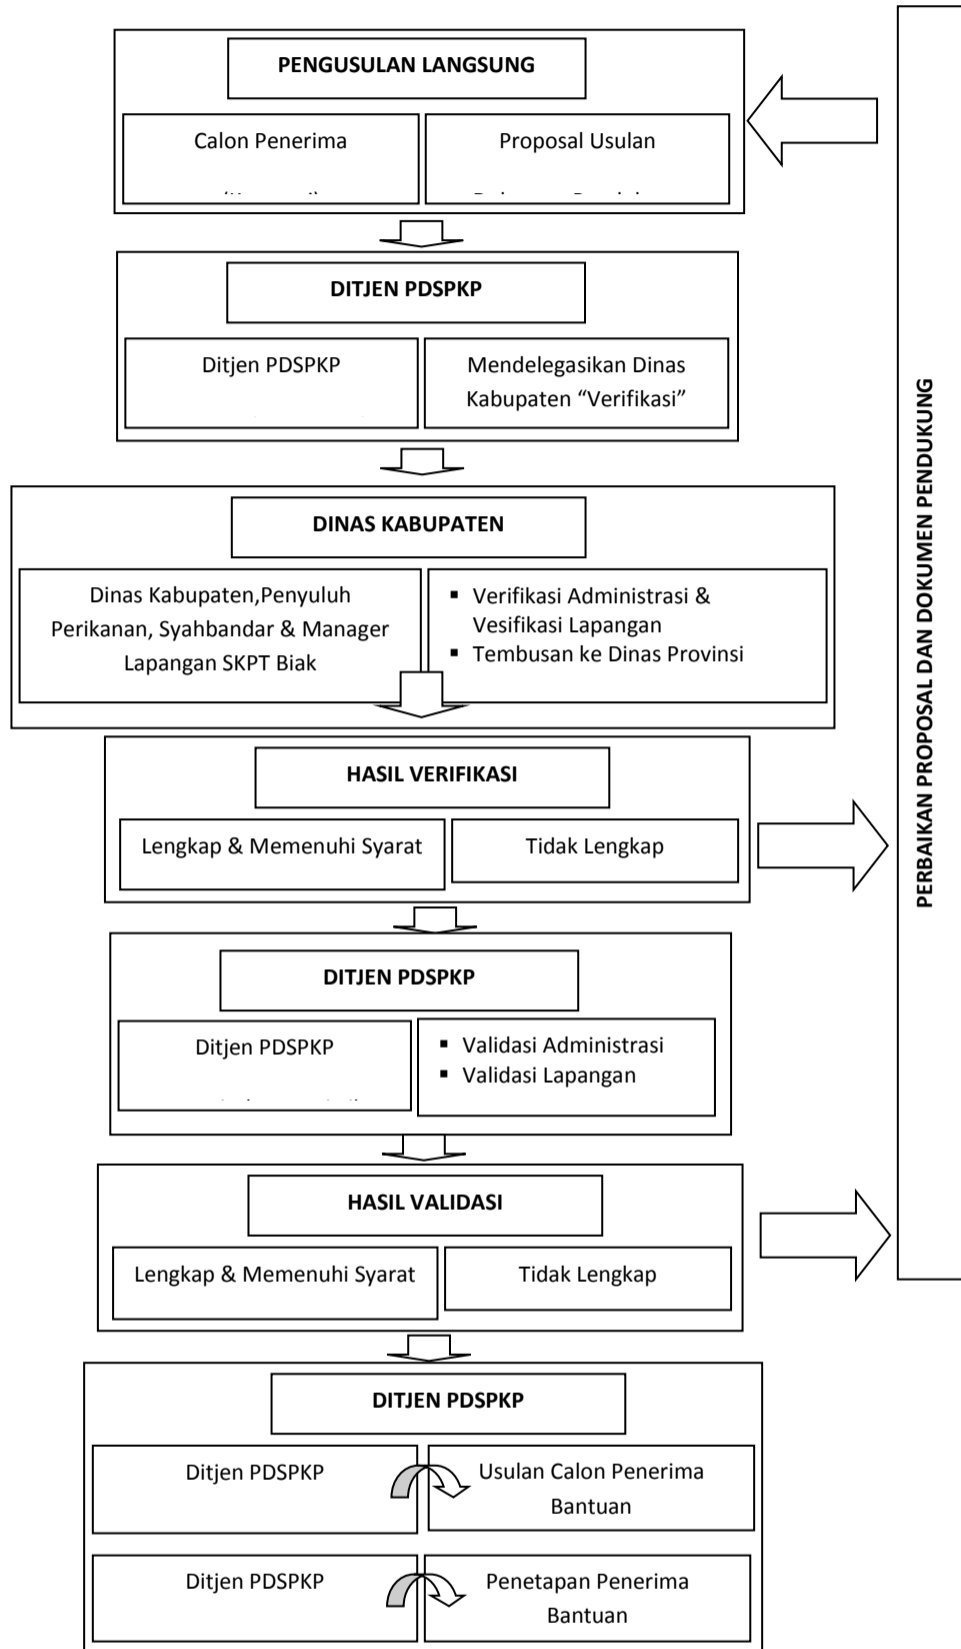 PENGUSULAN LANGSUNG
Calon Penerima
Proposal Usulan
DITJEN PDSPKP
Ditjen PDSPKP
Mendelegasikan Dinas
Kabupaten “Verifikasi”
DINAS KABUPATEN
Dinas Kabupaten,Penyuluh
Perikanan, Syahbandar & Manager
Lapangan SKPT Biak
▪ Verifikasi Administrasi &
Vesifikasi Lapangan
▪ Tembusan ke Dinas Provinsi
HASIL VERIFIKASI
Lengkap & Memenuhi Syarat
Tidak Lengkap
DITJEN PDSPKP
Ditjen PDSPKP
▪ Validasi Administrasi
▪ Validasi Lapangan
HASIL VALIDASI
Lengkap & Memenuhi Syarat
Tidak Lengkap
DITJEN PDSPKP
Ditjen PDSPKP
Usulan Calon Penerima
Bantuan
Ditjen PDSPKP
Penetapan Penerima
Bantuan
PERBAIKAN PROPOSAL DAN DOKUMEN PENDUKUNG